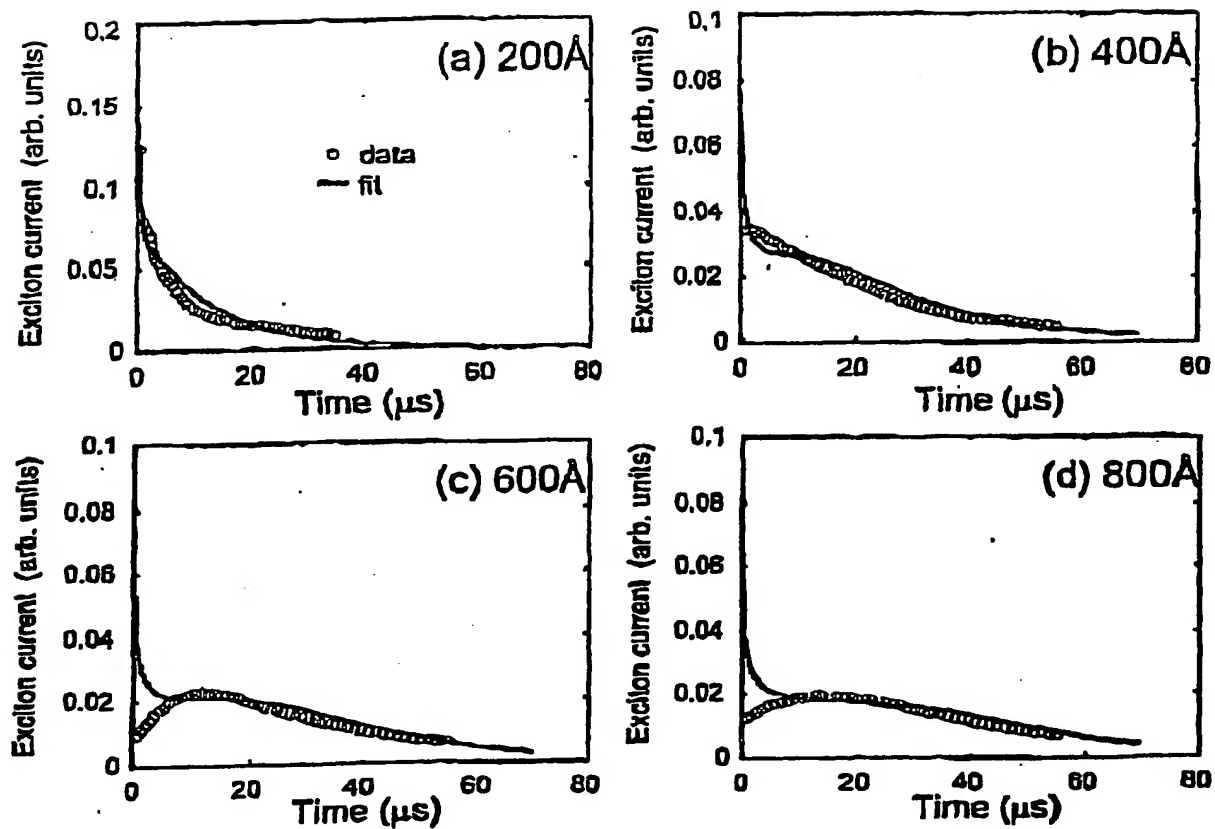 (a) 200Å
Exciton current (arb. units)
0.2
0.15
0.1
0.05
0
data
fit
0 20 40 60 80
Time (μs)
(b) 400Å
Exciton current (arb. units)
0.1
0.08
0.06
0.04
0.02
0
0 20 40 60 80
Time (μs)
(c) 600Å
Exciton current (arb. units)
0.1
0.08
0.06
0.04
0.02
0
0 20 40 60 80
Time (μs)
(d) 800Å
Exciton current (arb. units)
0.1
0.08
0.06
0.04
0.02
0
0 20 40 60 80
Time (μs)